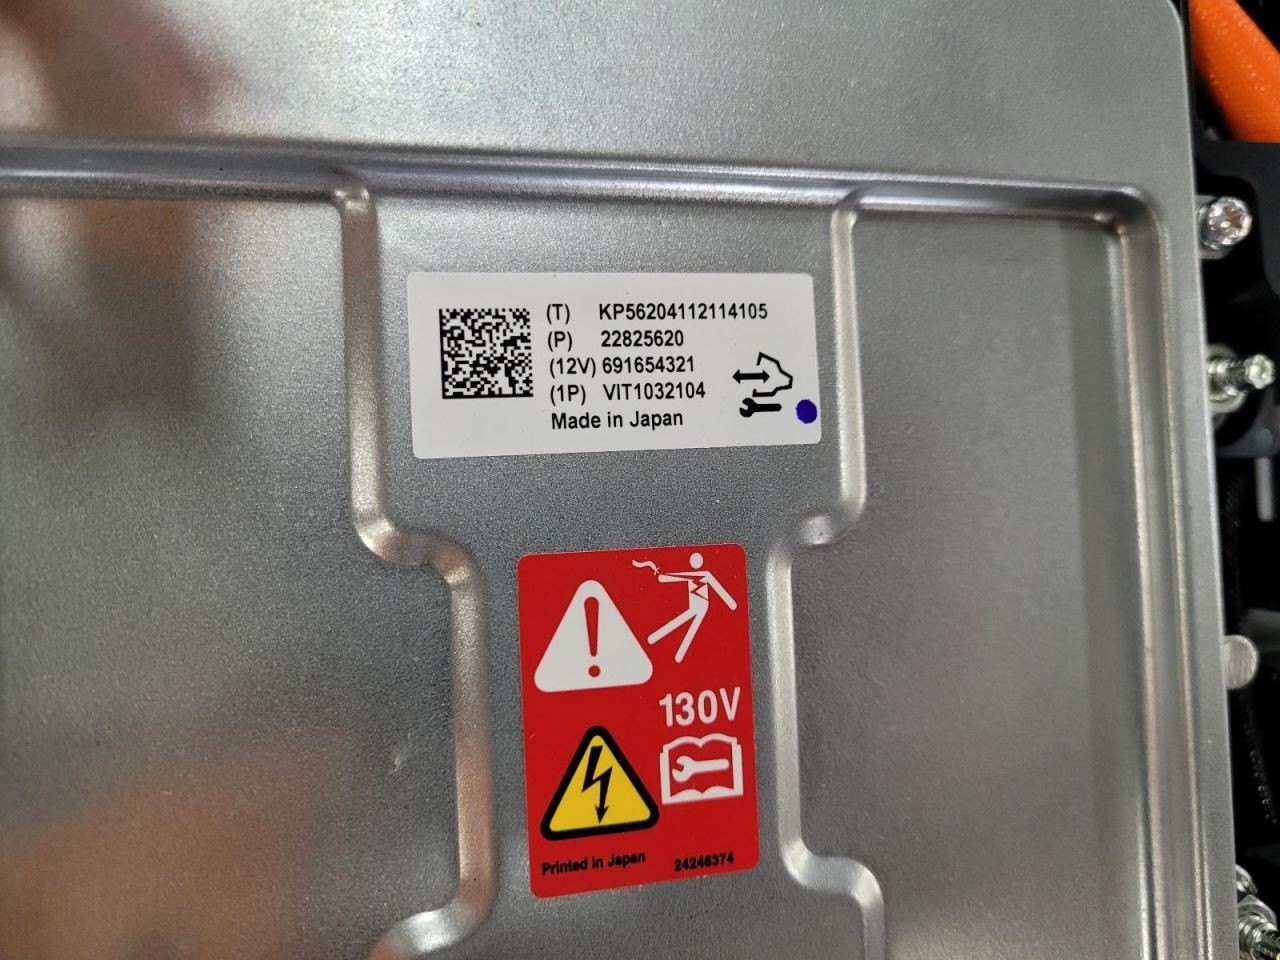 (T) KP56204112114105
(P) 22825620
(12V) 691654321
(1P) VIT1032104
Made in Japan
130V
Printed in Japan 24246374